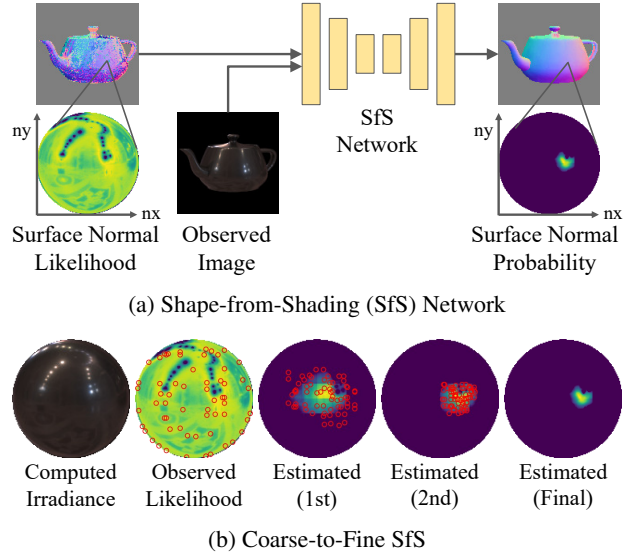 ny
nx
Surface Normal
Likelihood
Observed
Image
SfS
Network
ny
nx
Surface Normal
Probability
(a) Shape-from-Shading (SfS) Network
Computed
Irradiance
Observed
Likelihood
Estimated
(1st)
Estimated
(2nd)
Estimated
(Final)
(b) Coarse-to-Fine SfS